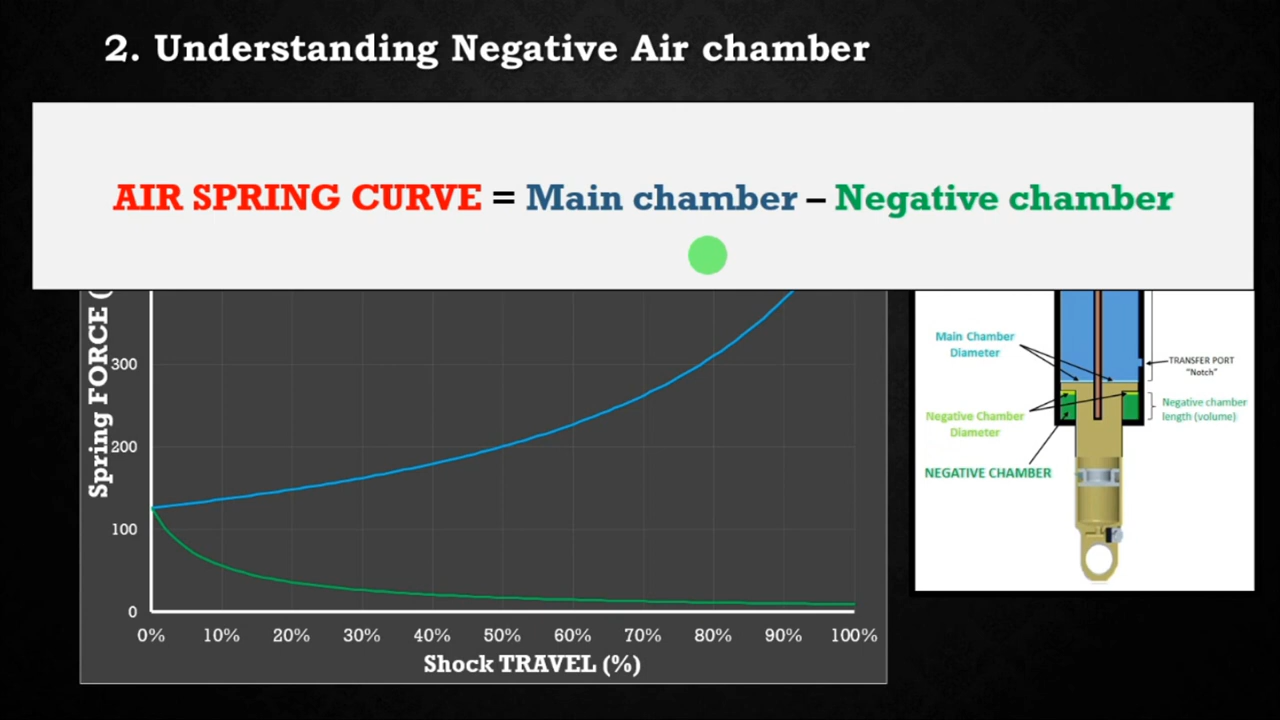 2. Understanding Negative Air chamber
AIR SPRING CURVE = Main chamber – Negative chamber
Spring FORCE (
300
200
100
0
0% 10% 20% 30% 40% 50% 60% 70% 80% 90% 100%
Shock TRAVEL (%)
Main Chamber
Diameter
TRANSFER PORT
"Notch"
Negative Chamber
Diameter
Negative chamber
length (volume)
NEGATIVE CHAMBER